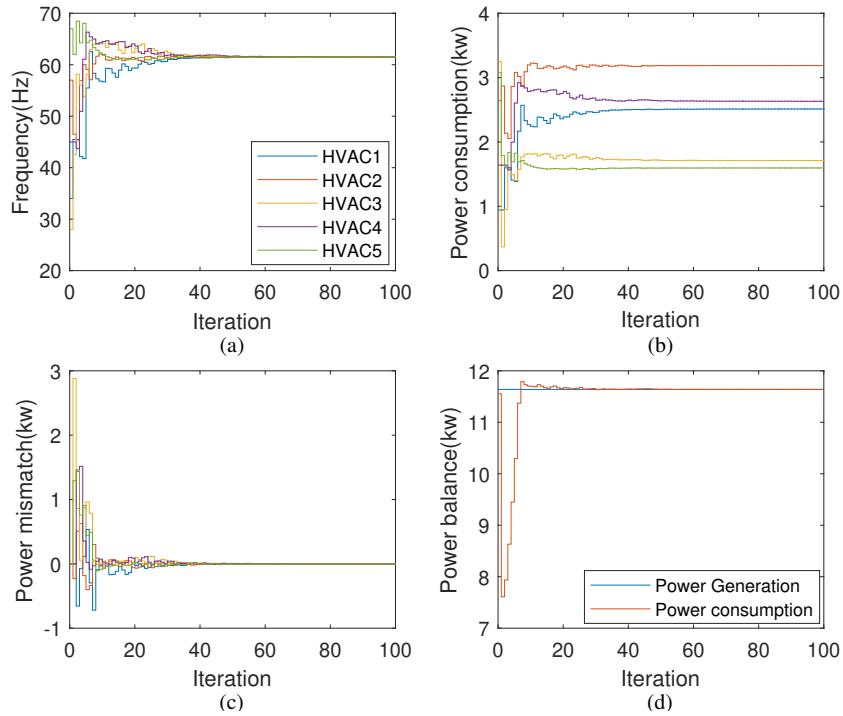 70
60
50
40
30
20
Frequency(Hz)
HVAC1
HVAC2
HVAC3
HVAC4
HVAC5
0 20 40 60 80 100
Iteration
(a)
4
3
2
1
0
Power consumption(kw)
0 20 40 60 80 100
Iteration
(b)
3
2
1
0
-1
Power mismatch(kw)
0 20 40 60 80 100
Iteration
(c)
12
11
10
9
8
7
Power balance(kw)
Power Generation
Power consumption
0 20 40 60 80 100
Iteration
(d)